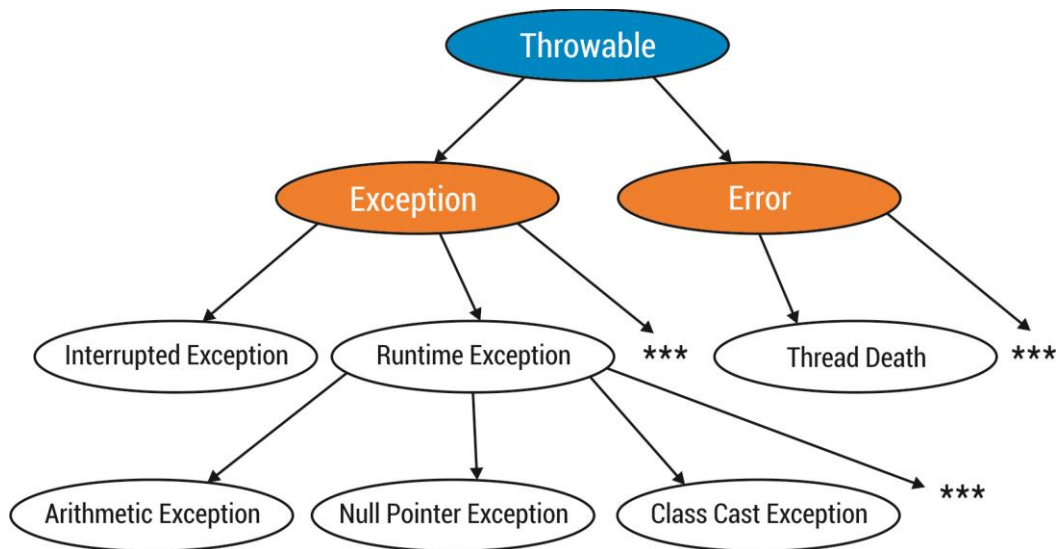 Throwable
Exception
Error
Interrupted Exception
Runtime Exception
***
Thread Death
***
Arithmetic Exception
Null Pointer Exception
Class Cast Exception
***